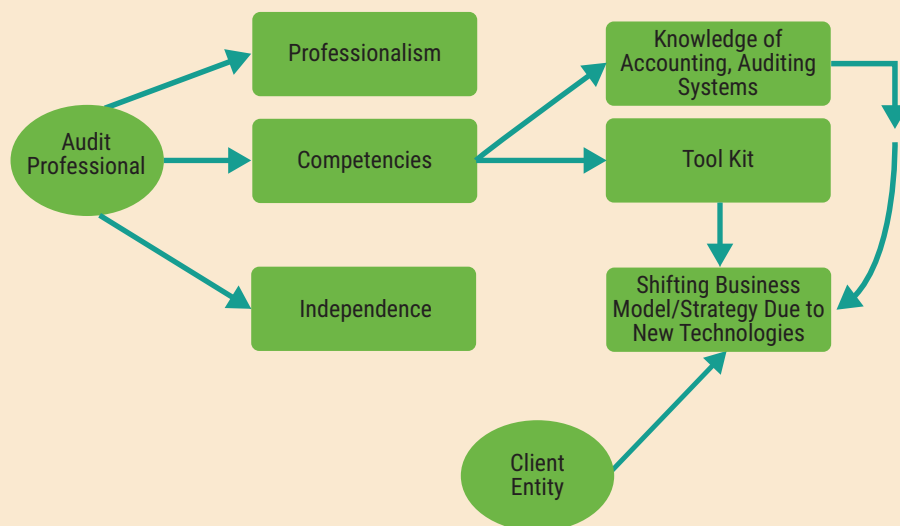 Audit
Professional
Professionalism
Competencies
Independence
Knowledge of
Accounting, Auditing
Systems
Tool Kit
Shifting Business
Model/Strategy Due to
New Technologies
Client
Entity